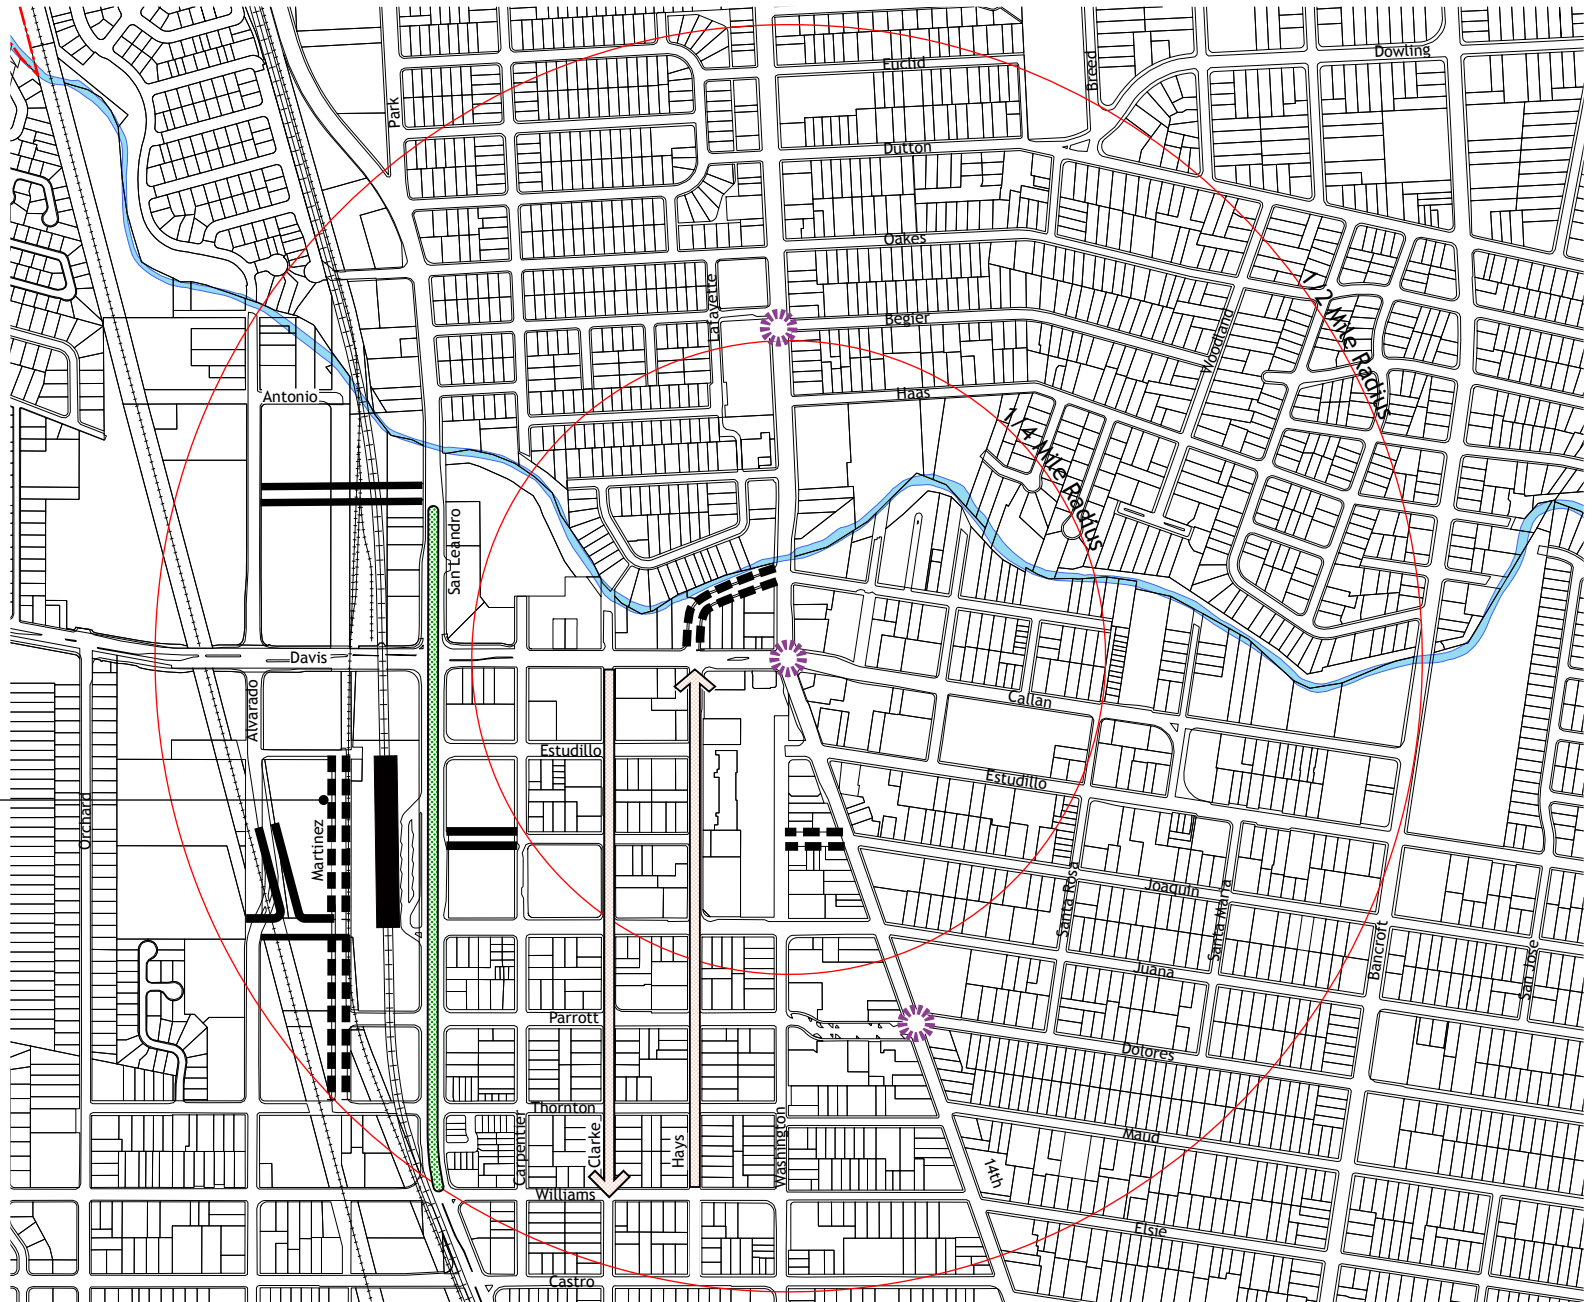 Dowling
Euclid
Breed
Park
Dutton
Oakes
Lafayette
1/2 Mile Radius
Begier
Woodland
Haas
Antonio
1/4 Mile Radius
San Leandro
Davis
Alvarado
Callan
Estudillo
Estudillo
Orchard
Martinez
Joaquin
Santa Rosa
Santa Maria
Bancroft
San Jose
Juana
Parrott
Dolores
Thornton
Carpentier
Clarke
Hays
Washington
Maud
14th
Williams
Elsie
Castro